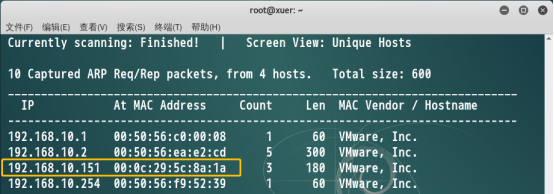 root@xuer: ~
文件(F) 编辑(E) 查看(V) 搜索(S) 终端(T) 帮助(H)
Currently scanning: Finished! | Screen View: Unique Hosts
10 Captured ARP Req/Rep packets, from 4 hosts. Total size: 600
IP At MAC Address Count Len MAC Vendor / Hostname
192.168.10.1 00:50:56:c0:00:08 1 60 VMware, Inc.
192.168.10.2 00:50:56:ea:e2:cd 5 300 VMware, Inc.
192.168.10.151 00:0c:29:5c:8a:1a 3 180 VMware, Inc.
192.168.10.254 00:50:56:f9:52:39 1 60 VMware, Inc.